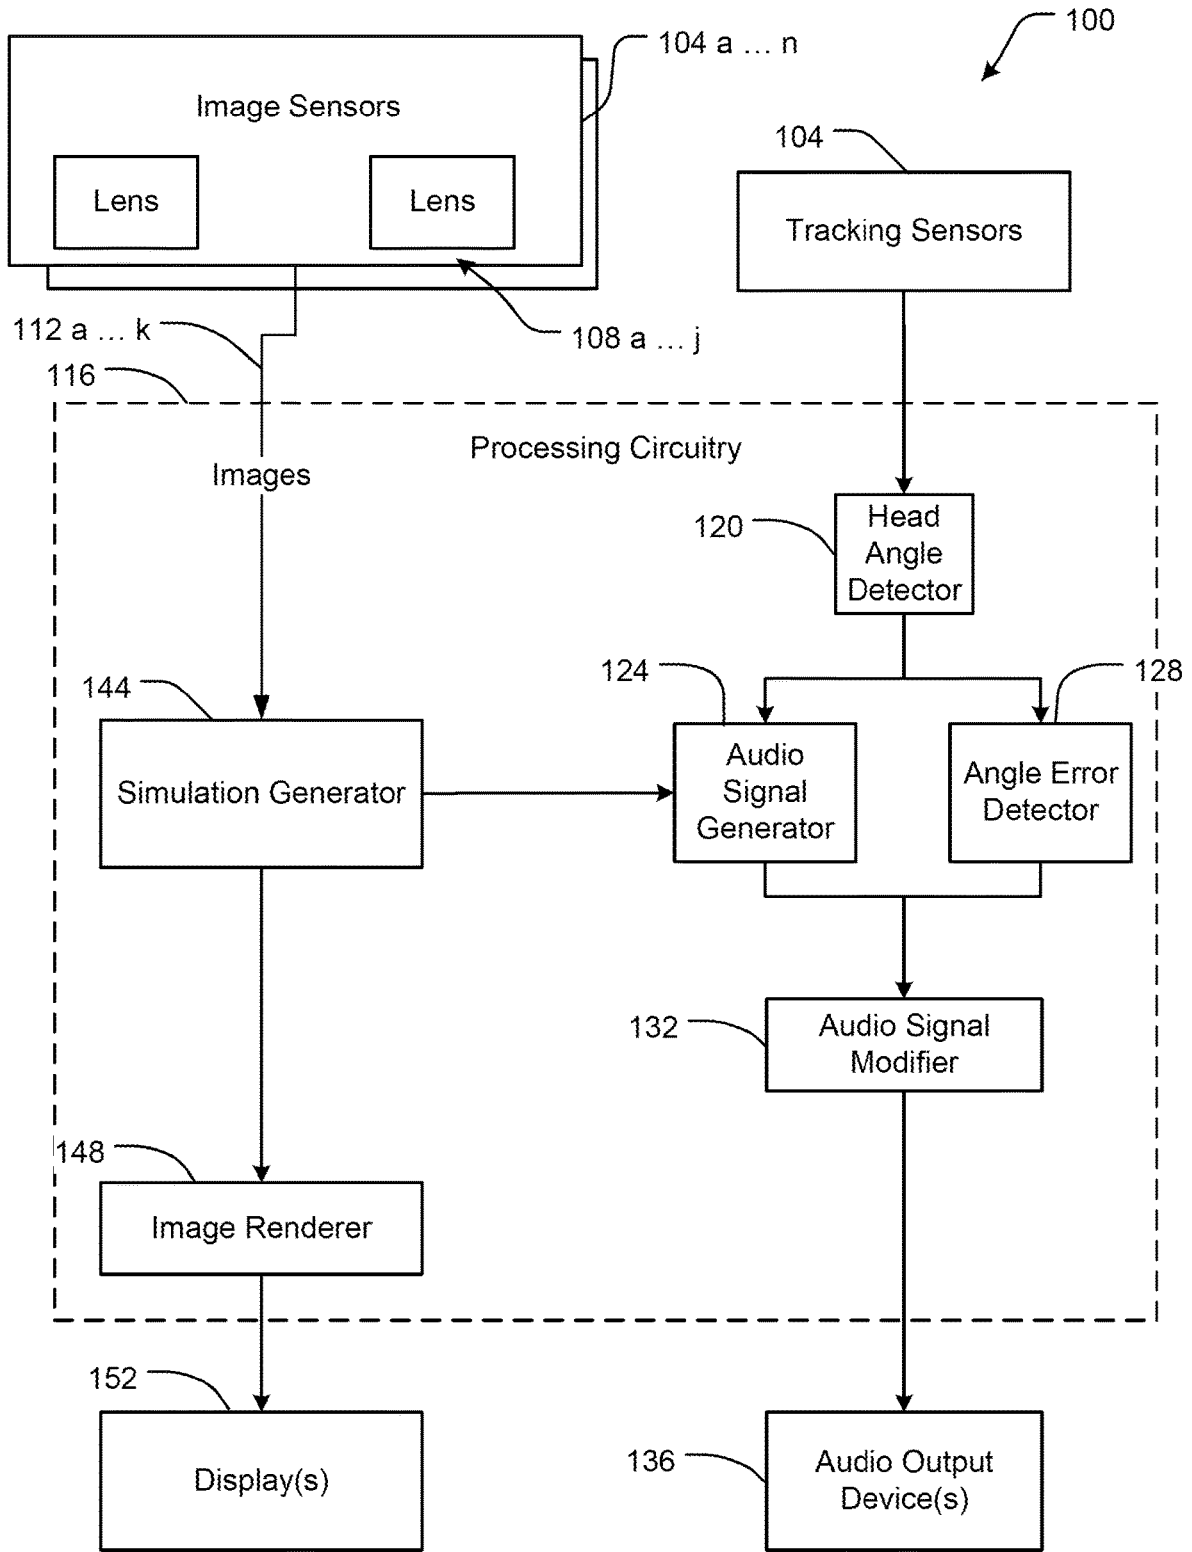 100
104 a ... n
Image Sensors
Lens
Lens
104
Tracking Sensors
112 a ... k
108 a ... j
116
Processing Circuitry
Images
120
Head
Angle
Detector
124
128
144
Audio
Signal
Generator
Angle Error
Detector
Simulation Generator
132
Audio Signal
Modifier
148
Image Renderer
152
Display(s)
136
Audio Output
Device(s)